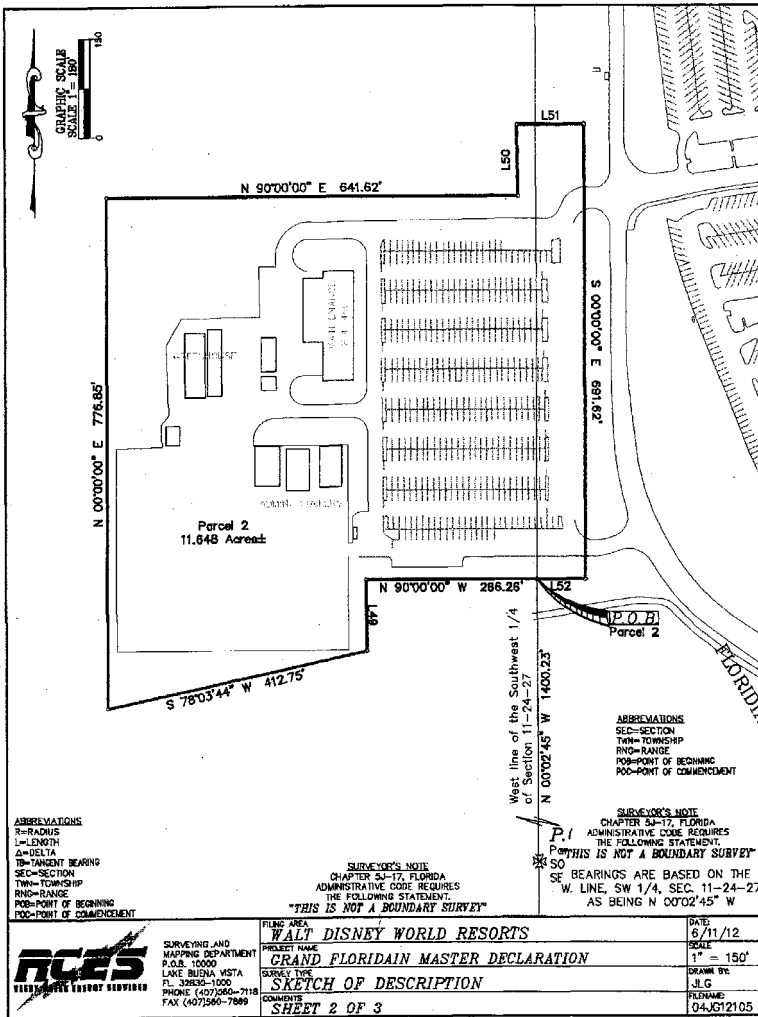 GRAPHIC SCALE
SCALE 1" = 150'
0
150
L51
L50
N 90°00'00" E 641.62'
S 00°00'00" E 691.62'
N 00°00'00" E 776.85'
Parcel 2
11.648 Acres±
N 90°00'00" W 266.26'
L52
L49
S 78°03'44" W 412.75'
P.O.B
Parcel 2
West line of the Southwest 1/4
of Section 11-24-27
N 00°02'45" W 1400.23'
ABBREVIATIONS
SEC=SECTION
TWN=TOWNSHIP
RNG=RANGE
POB=POINT OF BEGINNING
POC=POINT OF COMMENCEMENT
ABBREVIATIONS
R=RADIUS
L=LENGTH
Δ=DELTA
TB=TANGENT BEARING
SEC=SECTION
TWN=TOWNSHIP
RNG=RANGE
POB=POINT OF BEGINNING
POC=POINT OF COMMENCEMENT
SURVEYOR'S NOTE
CHAPTER 5J-17, FLORIDA
ADMINISTRATIVE CODE REQUIRES
THE FOLLOWING STATEMENT.
"THIS IS NOT A BOUNDARY SURVEY"
SURVEYOR'S NOTE
CHAPTER 5J-17, FLORIDA
ADMINISTRATIVE CODE REQUIRES
THE FOLLOWING STATEMENT.
"THIS IS NOT A BOUNDARY SURVEY"
SO
SE
BEARINGS ARE BASED ON THE
W. LINE, SW 1/4, SEC. 11-24-27
AS BEING N 00°02'45" W
RCES
REEDY CREEK ENERGY SERVICES
SURVEYING AND
MAPPING DEPARTMENT
P.O.B. 10000
LAKE BUENA VISTA
FL. 32830-1000
PHONE (407)560-7118
FAX (407)560-7889
FILING AREA
WALT DISNEY WORLD RESORTS
PROJECT NAME
GRAND FLORIDAIN MASTER DECLARATION
SURVEY TYPE
SKETCH OF DESCRIPTION
COMMENTS
SHEET 2 OF 3
DATE:
6/11/12
SCALE
1" = 150'
DRAWN BY:
JLG
FILENAME:
04JG12105